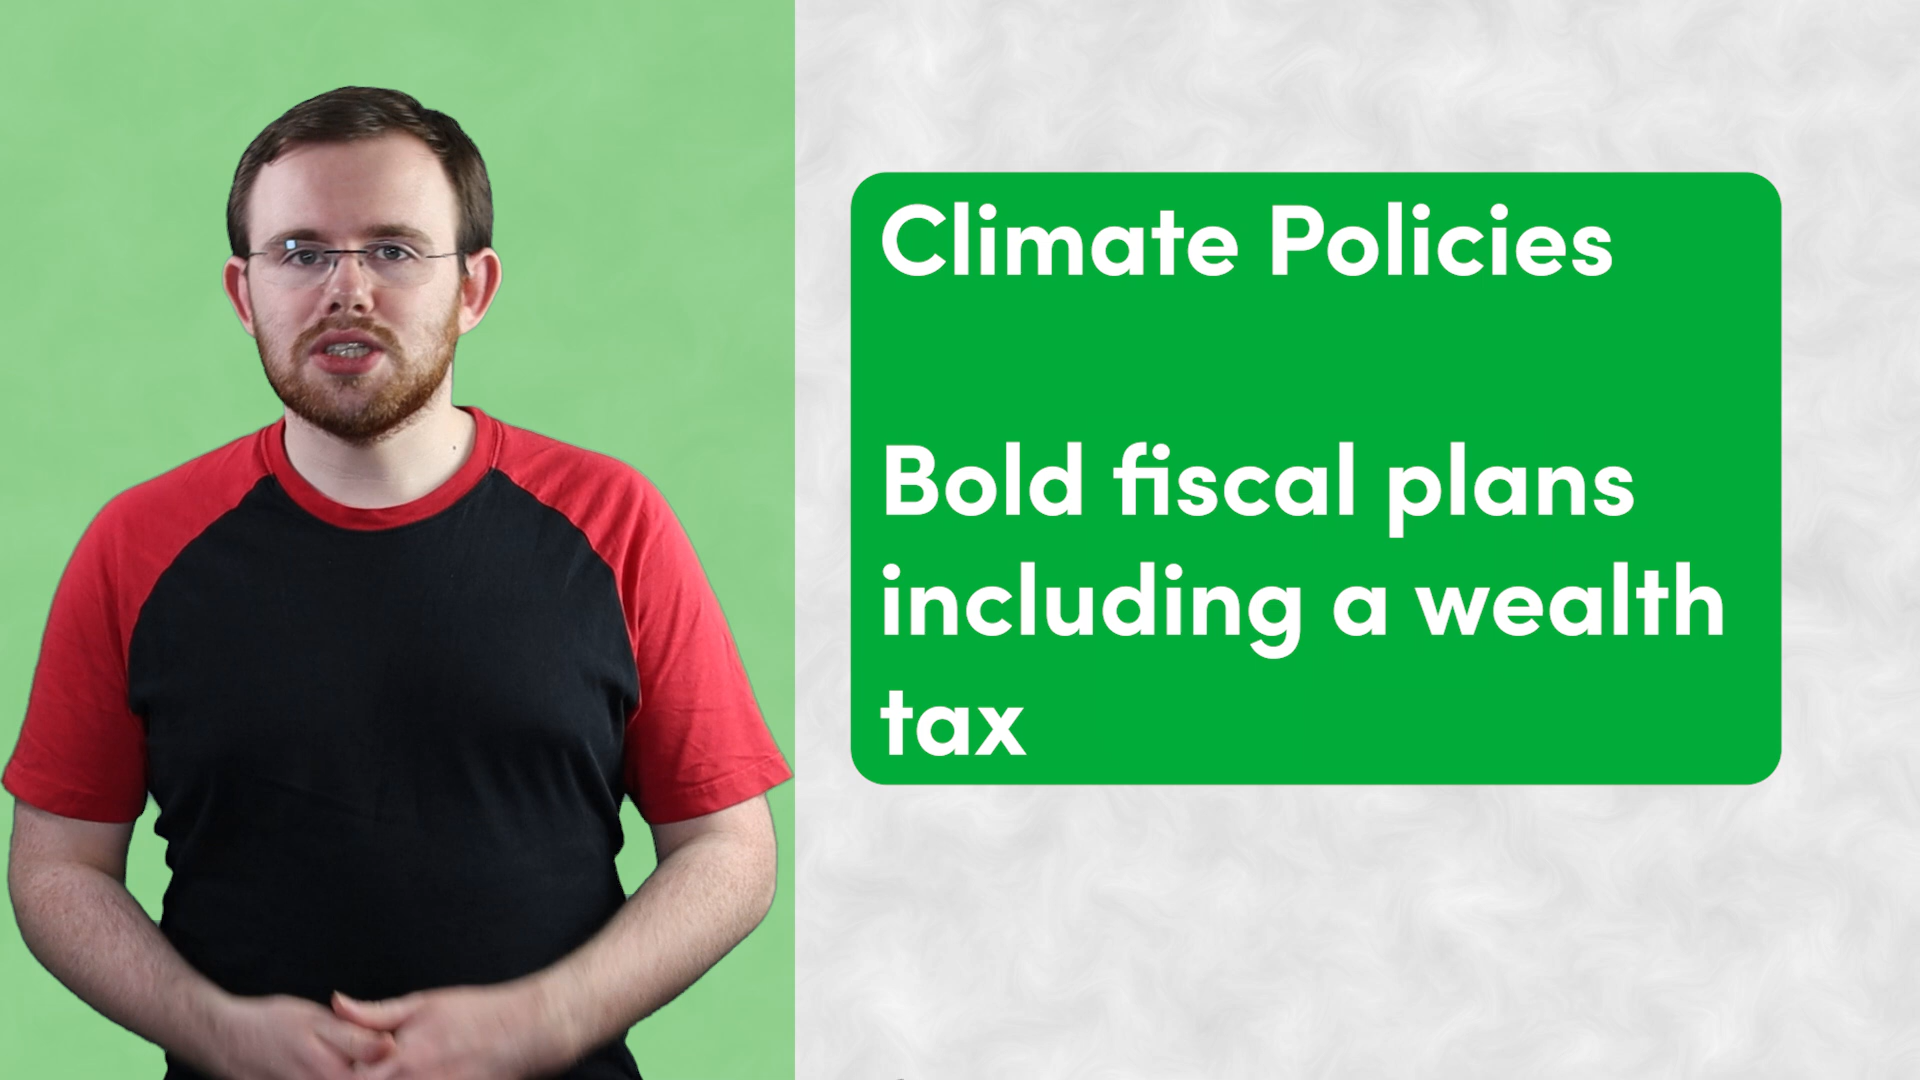 Climate Policies
Bold fiscal plans
including a wealth
tax